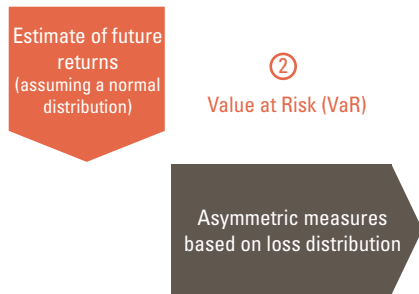 Estimate of future
returns
(assuming a normal
distribution)
②
Value at Risk (VaR)
Asymmetric measures
based on loss distribution